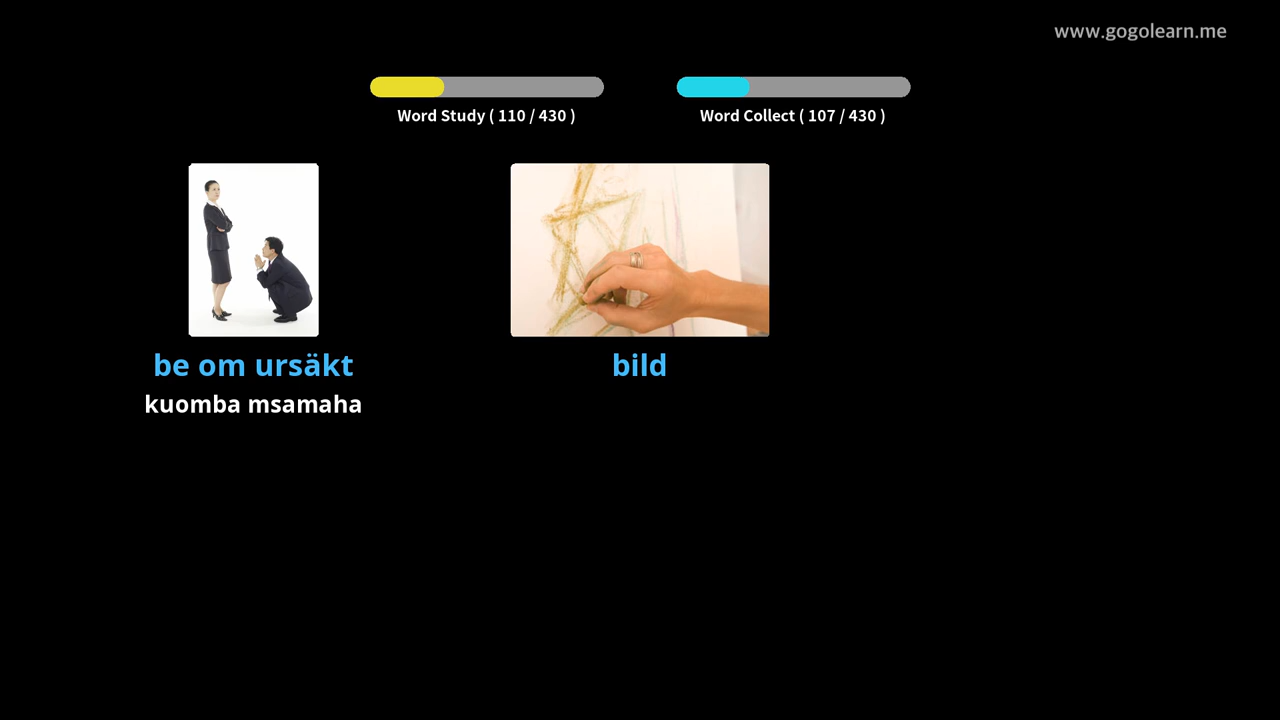 www.gogolearn.me
Word Study ( 110 / 430 )
Word Collect ( 107 / 430 )
be om ursäkt
kuomba msamaha
bild